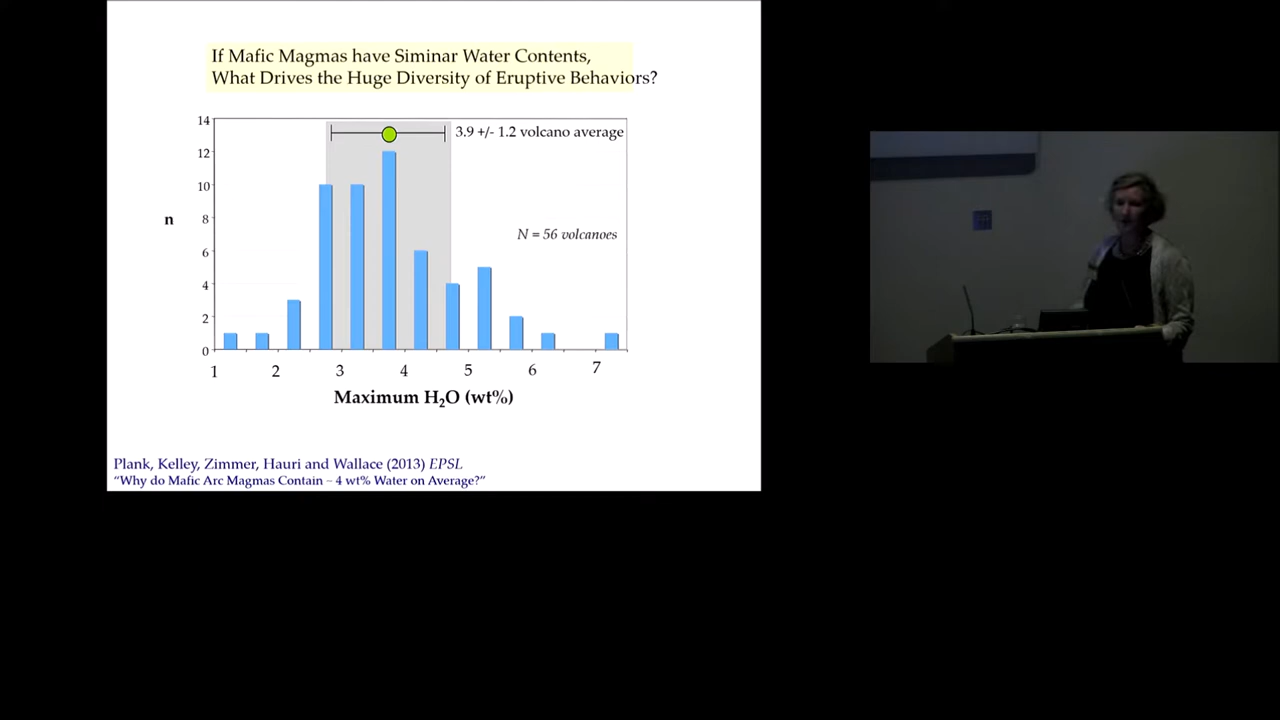 If Mafic Magmas have Siminar Water Contents,
What Drives the Huge Diversity of Eruptive Behaviors?
14
12
10
8
6
4
2
0
n
3.9 +/- 1.2 volcano average
N = 56 volcanoes
1 2 3 4 5 6 7
Maximum H₂O (wt%)
Plank, Kelley, Zimmer, Hauri and Wallace (2013) EPSL
"Why do Mafic Arc Magmas Contain ~ 4 wt% Water on Average?"